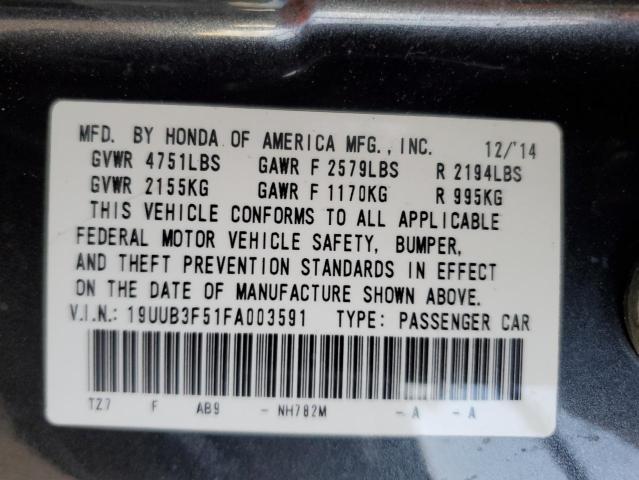 MFD. BY HONDA OF AMERICA MFG., INC. 12/'14
GVWR 4751LBS GAWR F 2579LBS R 2194LBS
GVWR 2155KG GAWR F 1170KG R 995KG
THIS VEHICLE CONFORMS TO ALL APPLICABLE
FEDERAL MOTOR VEHICLE SAFETY, BUMPER,
AND THEFT PREVENTION STANDARDS IN EFFECT
ON THE DATE OF MANUFACTURE SHOWN ABOVE.
V.I.N.: 19UUB3F51FA003591 TYPE: PASSENGER CAR
TZ7 F AB9 - NH782M - A - A